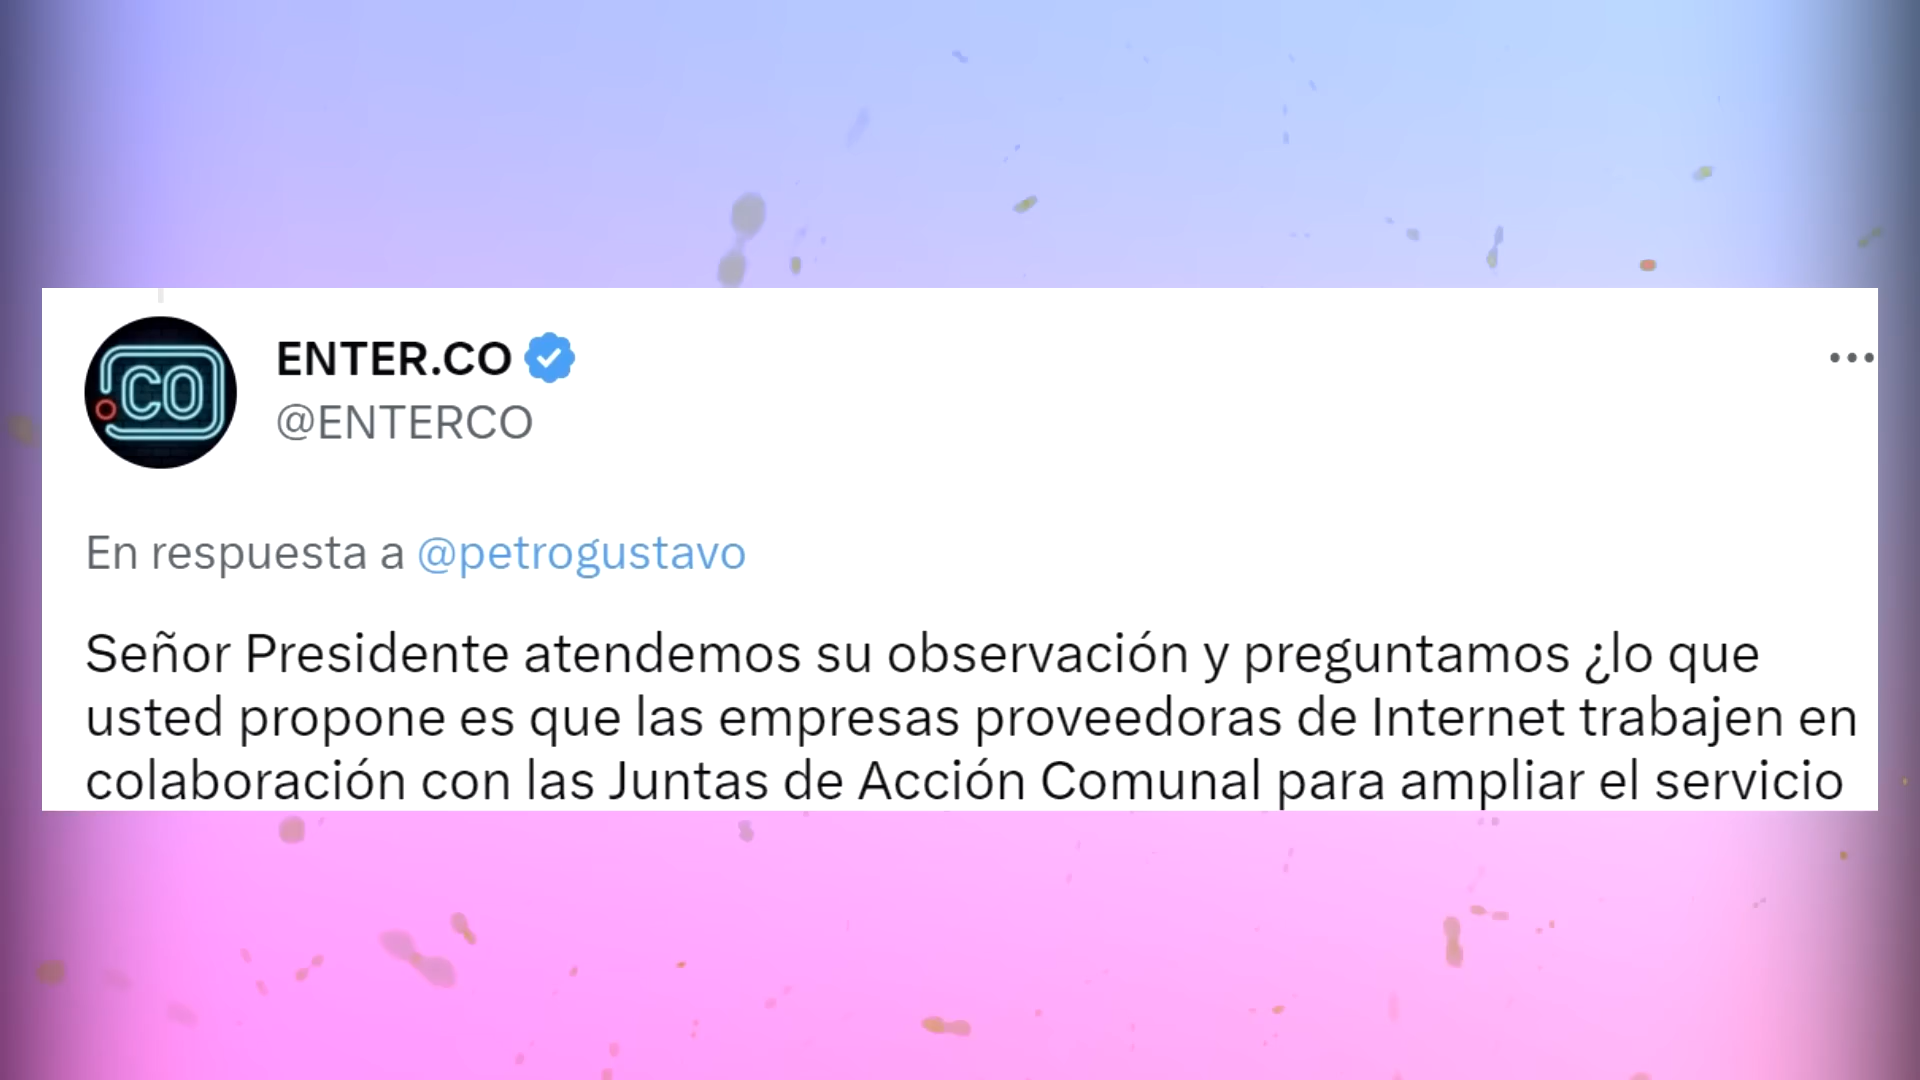 CO
ENTER.CO
@ENTERCO
En respuesta a @petrogustavo
Señor Presidente atendemos su observación y preguntamos ¿lo que
usted propone es que las empresas proveedoras de Internet trabajen en
colaboración con las Juntas de Acción Comunal para ampliar el servicio